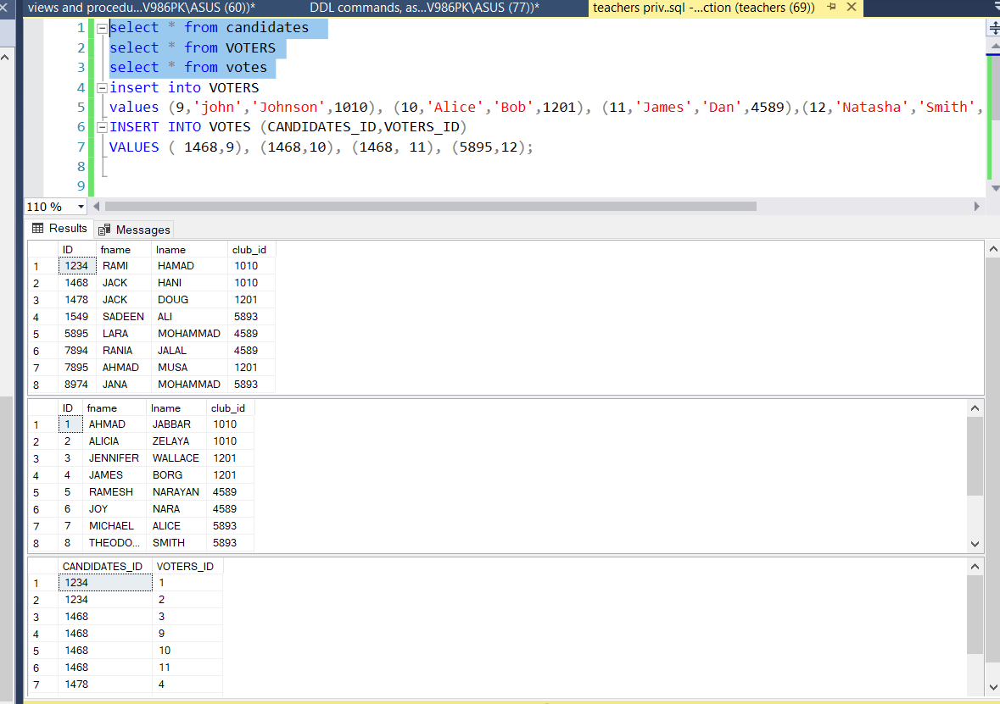 views and procedu...V986PK\ASUS (60))* DDL commands, as...V986PK\ASUS (77))* teachers priv..sql -...ction (teachers (69))
1 select * from candidates
2 select * from VOTERS
3 select * from votes
4 insert into VOTERS
5 values (9,'john','Johnson',1010), (10,'Alice','Bob',1201), (11,'James','Dan',4589),(12,'Natasha','Smith',
6 INSERT INTO VOTES (CANDIDATES_ID,VOTERS_ID)
7 VALUES ( 1468,9), (1468,10), (1468, 11), (5895,12);
8
9
110 %
Results Messages
ID fname lname club_id
1 1234 RAMI HAMAD 1010
2 1468 JACK HANI 1010
3 1478 JACK DOUG 1201
4 1549 SADEEN ALI 5893
5 5895 LARA MOHAMMAD 4589
6 7894 RANIA JALAL 4589
7 7895 AHMAD MUSA 1201
8 8974 JANA MOHAMMAD 5893
ID fname lname club_id
1 1 AHMAD JABBAR 1010
2 2 ALICIA ZELAYA 1010
3 3 JENNIFER WALLACE 1201
4 4 JAMES BORG 1201
5 5 RAMESH NARAYAN 4589
6 6 JOY NARA 4589
7 7 MICHAEL ALICE 5893
8 8 THEODO... SMITH 5893
CANDIDATES_ID VOTERS_ID
1 1234 1
2 1234 2
3 1468 3
4 1468 9
5 1468 10
6 1468 11
7 1478 4